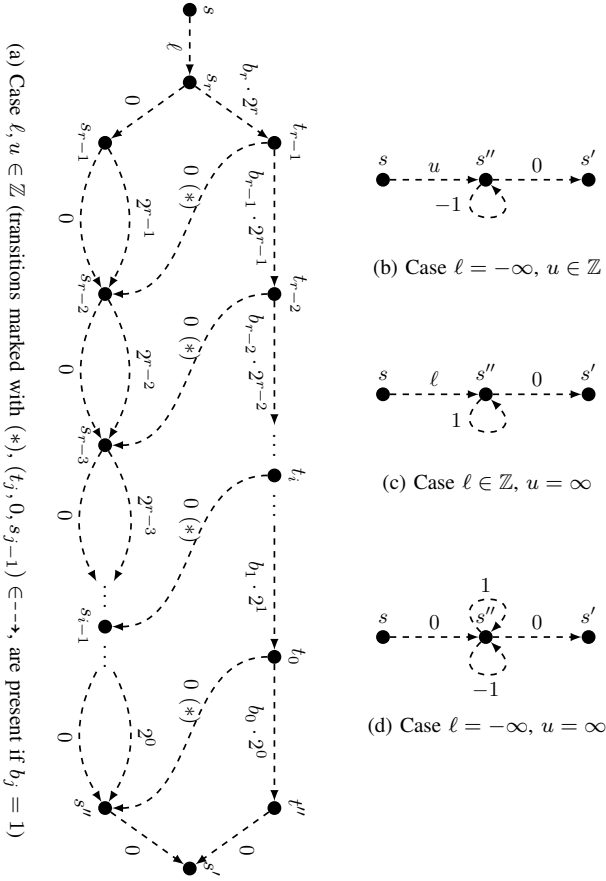 s
ℓ
s_r
0
b_r · 2^r
s_{r−1}
t_{r−1}
0
2^{r−1}
0 (*)
b_{r−1} · 2^{r−1}
s_{r−2}
t_{r−2}
0
2^{r−2}
0 (*)
b_{r−2} · 2^{r−2}
s_{r−3}
t_i
0
2^{r−3}
0 (*)
b_1 · 2^1
s_{i−1}
t_0
0
2^0
0 (*)
b_0 · 2^0
s''
t''
0
0
s'
(a) Case ℓ, u ∈ ℤ (transitions marked with (*), (t_j, 0, s_{j−1}) ∈ ⇢, are present if b_j = 1)
s u s'' 0 s'
−1
(b) Case ℓ = −∞, u ∈ ℤ
s ℓ s'' 0 s'
1
(c) Case ℓ ∈ ℤ, u = ∞
1
s 0 s'' 0 s'
−1
(d) Case ℓ = −∞, u = ∞